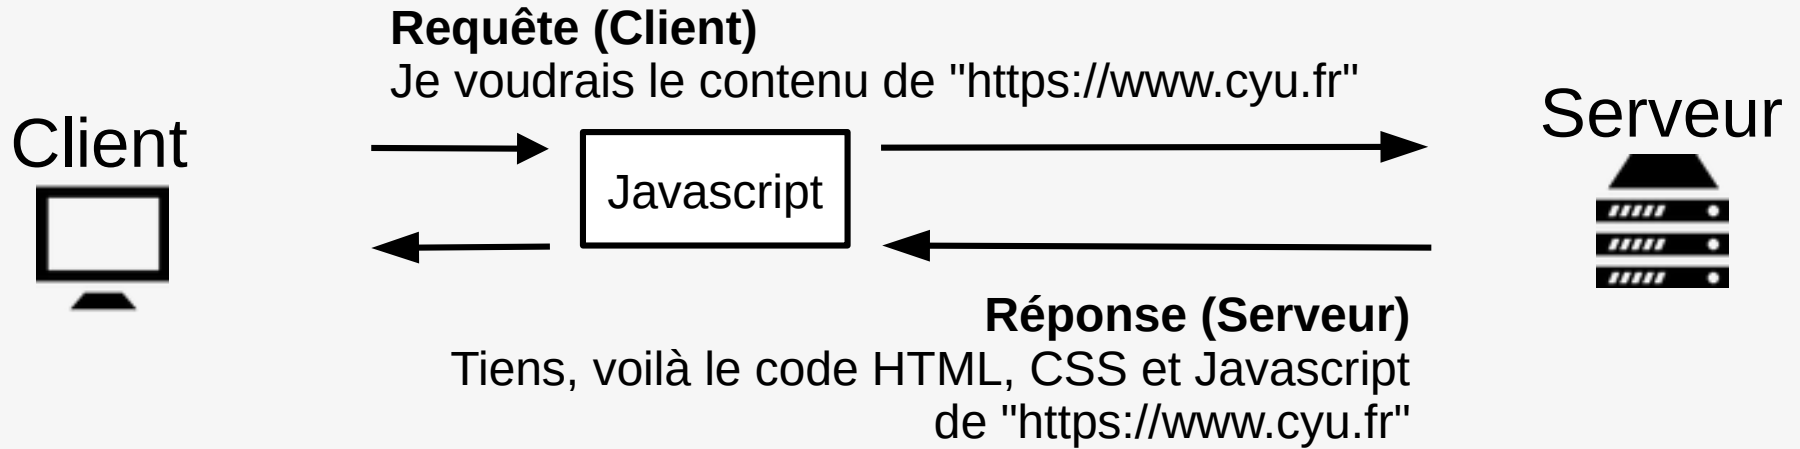 Requête (Client)
Je voudrais le contenu de "https://www.cyu.fr"
Client
Serveur
Javascript
Réponse (Serveur)
Tiens, voilà le code HTML, CSS et Javascript
de "https://www.cyu.fr"